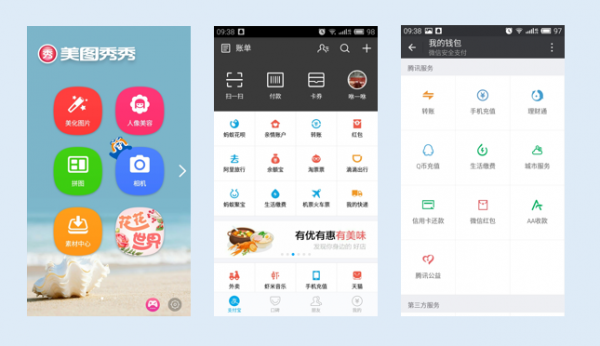 秀 美图秀秀
美化图片
人像美容
拼图
相机
素材中心
花花世界
09:38
98
账单
扫一扫
付款
卡券
咻一咻
蚂蚁花呗
亲情账户
转账
红包
阿里旅行
余额宝
淘票票
滴滴出行
蚂蚁聚宝
生活缴费
机票火车票
我的快递
有优有惠有美味
外卖
虾米音乐
手机充值
天猫
支付宝
口碑
朋友
我的
09:38
97
我的钱包
微信安全支付
腾讯服务
转账
手机充值
理财通
Q币充值
生活缴费
城市服务
信用卡还款
微信红包
AA收款
腾讯公益
第三方服务